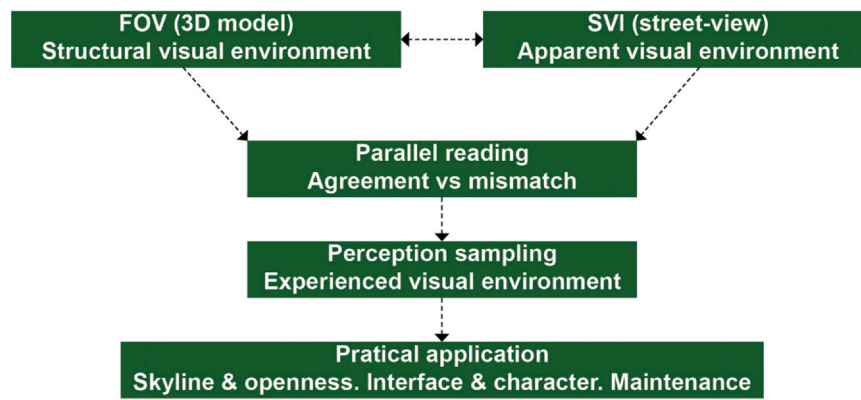 FOV (3D model)
Structural visual environment
SVI (street-view)
Apparent visual environment
Parallel reading
Agreement vs mismatch
Perception sampling
Experienced visual environment
Pratical application
Skyline & openness. Interface & character. Maintenance